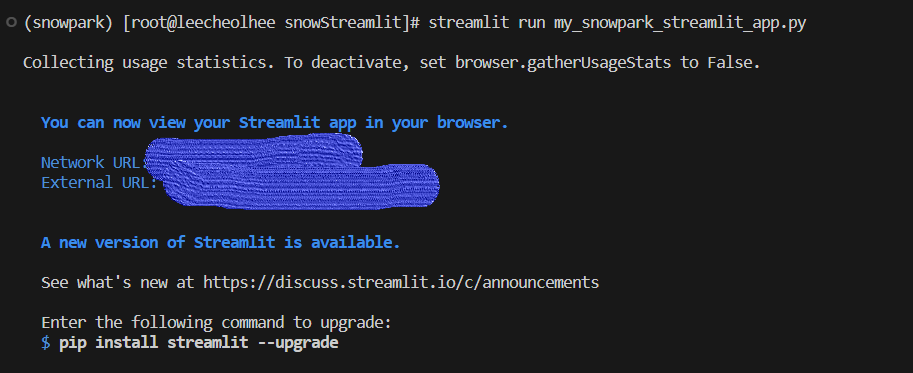 (snowpark) [root@leecheolhee snowStreamlit]# streamlit run my_snowpark_streamlit_app.py
Collecting usage statistics. To deactivate, set browser.gatherUsageStats to False.
You can now view your Streamlit app in your browser.
Network URL
External URL:
A new version of Streamlit is available.
See what's new at https://discuss.streamlit.io/c/announcements
Enter the following command to upgrade:
$ pip install streamlit --upgrade